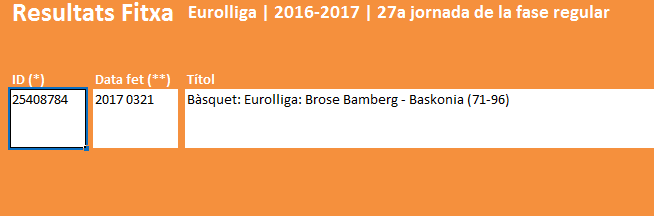 Resultats Fitxa Eurolliga | 2016-2017 | 27a jornada de la fase regular
ID (*) Data fet (**) Títol
25408784 2017 0321 Bàsquet: Eurolliga: Brose Bamberg - Baskonia (71-96)